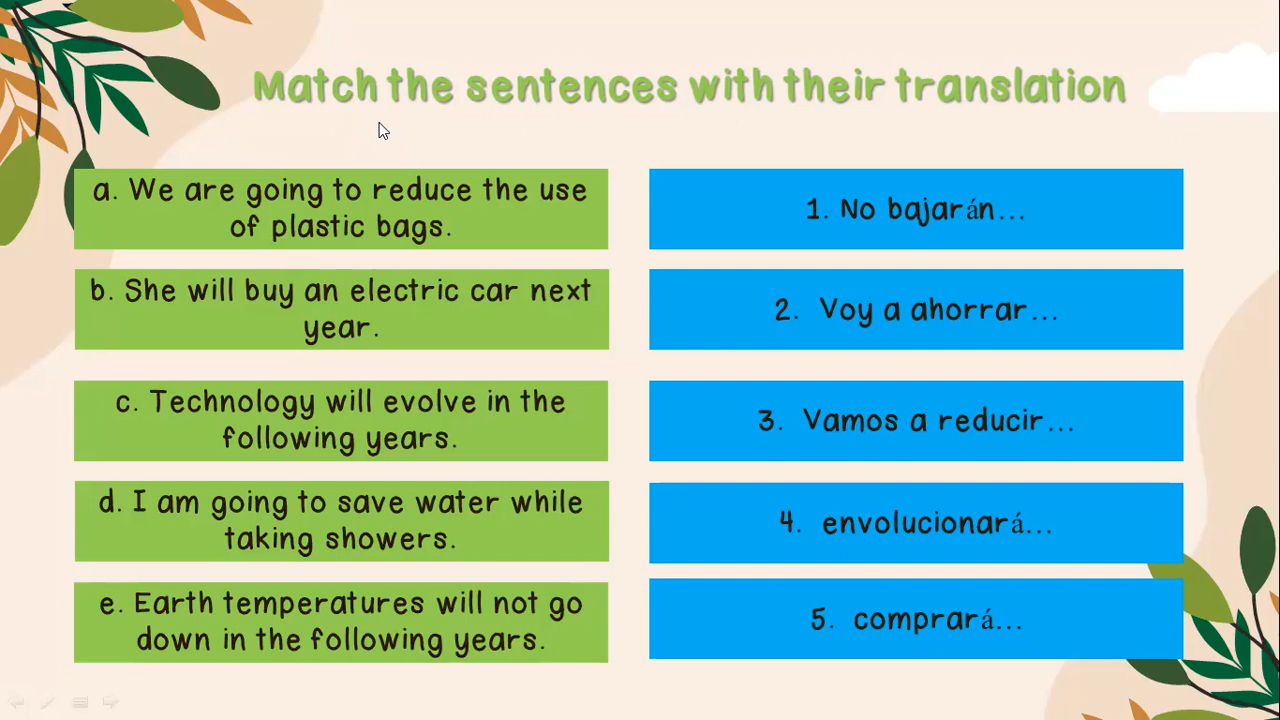 Match the sentences with their translation
a. We are going to reduce the use
of plastic bags.
1. No bajarán...
b. She will buy an electric car next
year.
2. Voy a ahorrar...
c. Technology will evolve in the
following years.
3. Vamos a reducir...
d. I am going to save water while
taking showers.
4. envolucionará...
e. Earth temperatures will not go
down in the following years.
5. comprará...